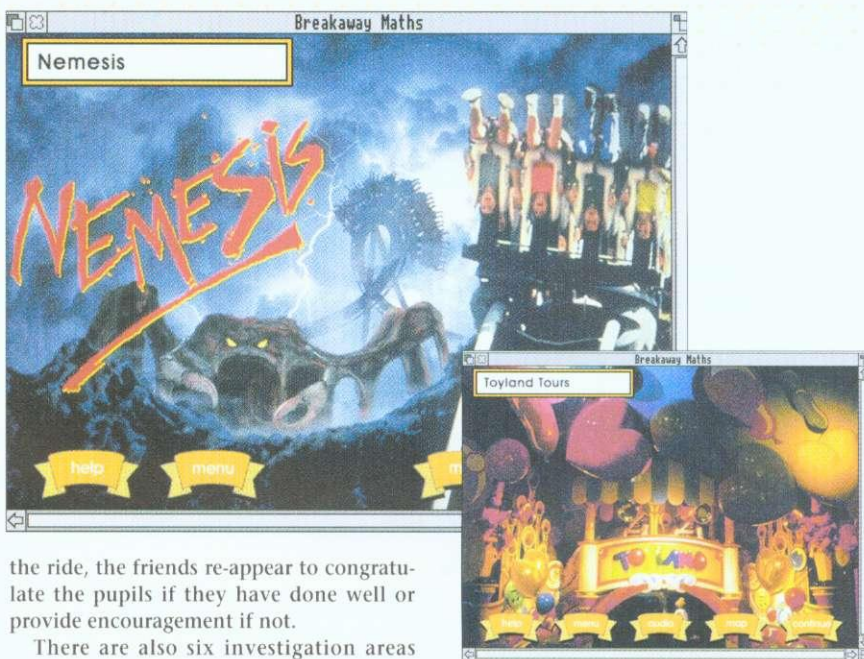 Breakaway Maths
Nemesis
NEMESIS
help
menu
Breakaway Maths
Toyland Tours
TOYLAND
help
menu
audio
map
continue
the ride, the friends re-appear to congratu-
late the pupils if they have done well or
provide encouragement if not.
There are also six investigation areas